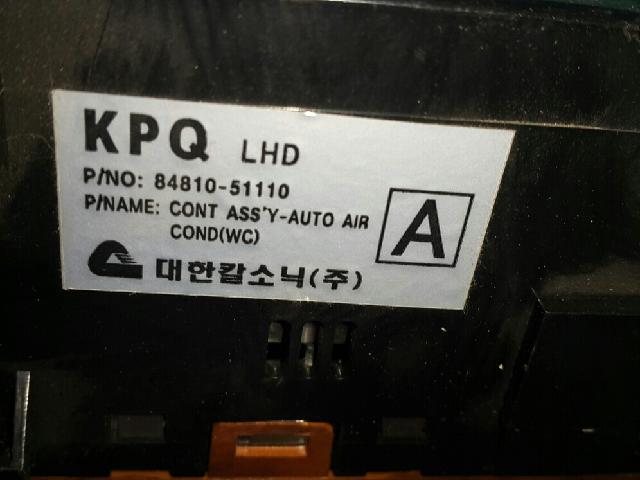 KPQ LHD
P/NO: 84810-51110
P/NAME: CONT ASS'Y-AUTO AIR
COND(WC)
A
대한칼소닉(주)